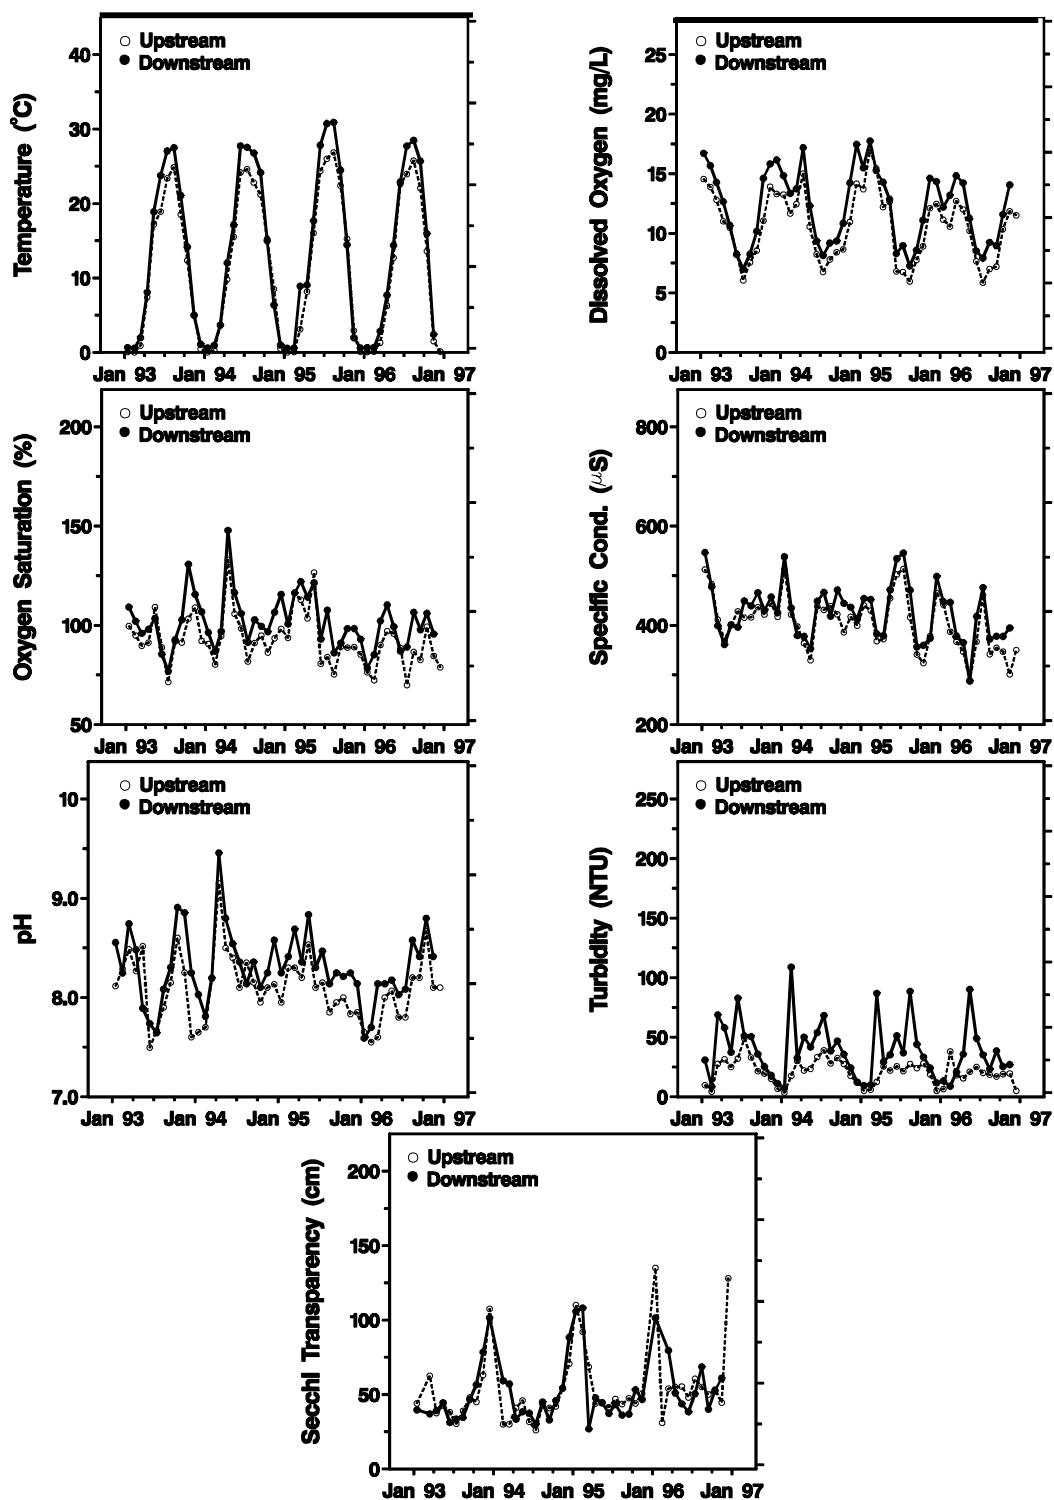 Temperature (°C)
40
30
20
10
0
Upstream
Downstream
Jan 93 Jan 94 Jan 95 Jan 96 Jan 97
Dissolved Oxygen (mg/L)
25
20
15
10
5
0
Upstream
Downstream
Jan 93 Jan 94 Jan 95 Jan 96 Jan 97
Oxygen Saturation (%)
200
150
100
50
Upstream
Downstream
Jan 93 Jan 94 Jan 95 Jan 96 Jan 97
Specific Cond. (μS)
800
600
400
200
Upstream
Downstream
Jan 93 Jan 94 Jan 95 Jan 96 Jan 97
pH
10
9.0
8.0
7.0
Upstream
Downstream
Jan 93 Jan 94 Jan 95 Jan 96 Jan 97
Turbidity (NTU)
250
200
150
100
50
0
Upstream
Downstream
Jan 93 Jan 94 Jan 95 Jan 96 Jan 97
Secchi Transparency (cm)
200
150
100
50
0
Upstream
Downstream
Jan 93 Jan 94 Jan 95 Jan 96 Jan 97